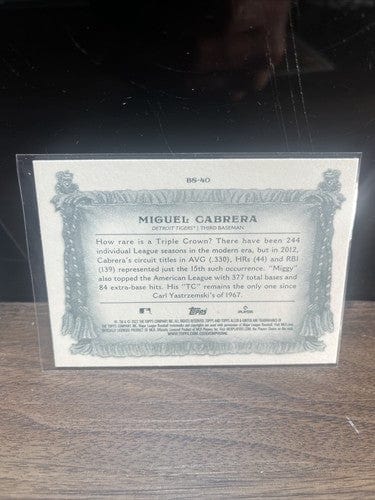 BS-40
MIGUEL CABRERA
DETROIT TIGERS | THIRD BASEMAN
How rare is a Triple Crown? There have been 244
individual League seasons in the modern era, but in 2012,
Cabrera's circuit titles in AVG (.330), HRs (44) and RBI
(139) represented just the 15th such occurrence. "Miggy"
also topped the American League with 377 total bases and
84 extra-base hits. His "TC" remains the only one since
Carl Yastrzemski's of 1967.
Topps
PLAYERS